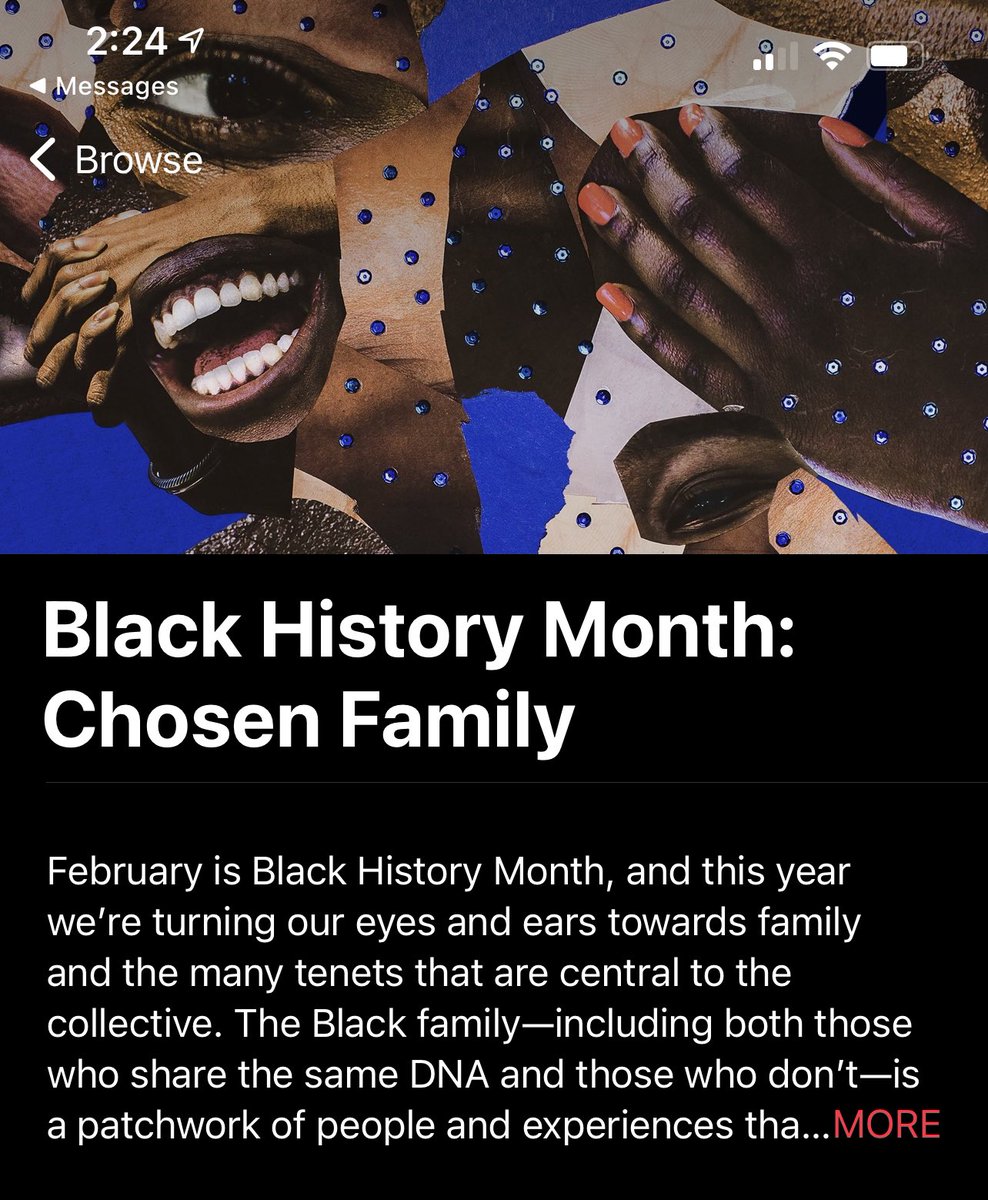 2:24
Messages
Browse
Black History Month:
Chosen Family
February is Black History Month, and this year
we’re turning our eyes and ears towards family
and the many tenets that are central to the
collective. The Black family—including both those
who share the same DNA and those who don’t—is
a patchwork of people and experiences tha...MORE